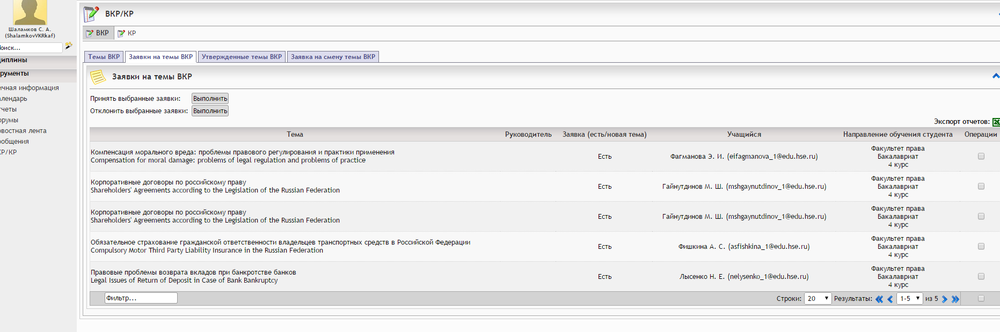 ВКР/КР
ВКР
КР
Шаламков С. А.
(ShalamkovVKRkaf)
оиск...
циплины
рументы
ичная информация
алендарь
тчеты
орумы
овостная лента
ообщения
КР/КР
Темы ВКР
Заявки на темы ВКР
Утвержденные темы ВКР
Заявка на смену темы ВКР
Заявки на темы ВКР
Принять выбранные заявки: Выполнить
Отклонить выбранные заявки: Выполнить
Экспорт отчетов:
Тема Руководитель Заявка (есть/новая тема) Учащийся Направление обучения студента Операции
Компенсация морального вреда: проблемы правового регулирования и практики применения
Compensation for moral damage: problems of legal regulation and problems of practice
Есть
Фагманова Э. И. (eifagmanova_1@edu.hse.ru)
Факультет права
Бакалавриат
4 курс
Корпоративные договоры по российскому праву
Shareholders' Agreements according to the Legislation of the Russian Federation
Есть
Гайнутдинов М. Ш. (mshgaynutdinov_1@edu.hse.ru)
Факультет права
Бакалавриат
4 курс
Корпоративные договоры по российскому праву
Shareholders' Agreements according to the Legislation of the Russian Federation
Есть
Гайнутдинов М. Ш. (mshgaynutdinov_1@edu.hse.ru)
Факультет права
Бакалавриат
4 курс
Обязательное страхование гражданской ответственности владельцев транспортных средств в Российской Федерации
Compulsory Motor Third Party Liability Insurance in the Russian Federation
Есть
Фишкина А. С. (asfishkina_1@edu.hse.ru)
Факультет права
Бакалавриат
4 курс
Правовые проблемы возврата вкладов при банкротстве банков
Legal Issues of Return of Deposit in Case of Bank Bankruptcy
Есть
Лысенко Н. Е. (nelysenko_1@edu.hse.ru)
Факультет права
Бакалавриат
4 курс
Фильтр...
Строки: 20 Результаты: 1-5 из 5